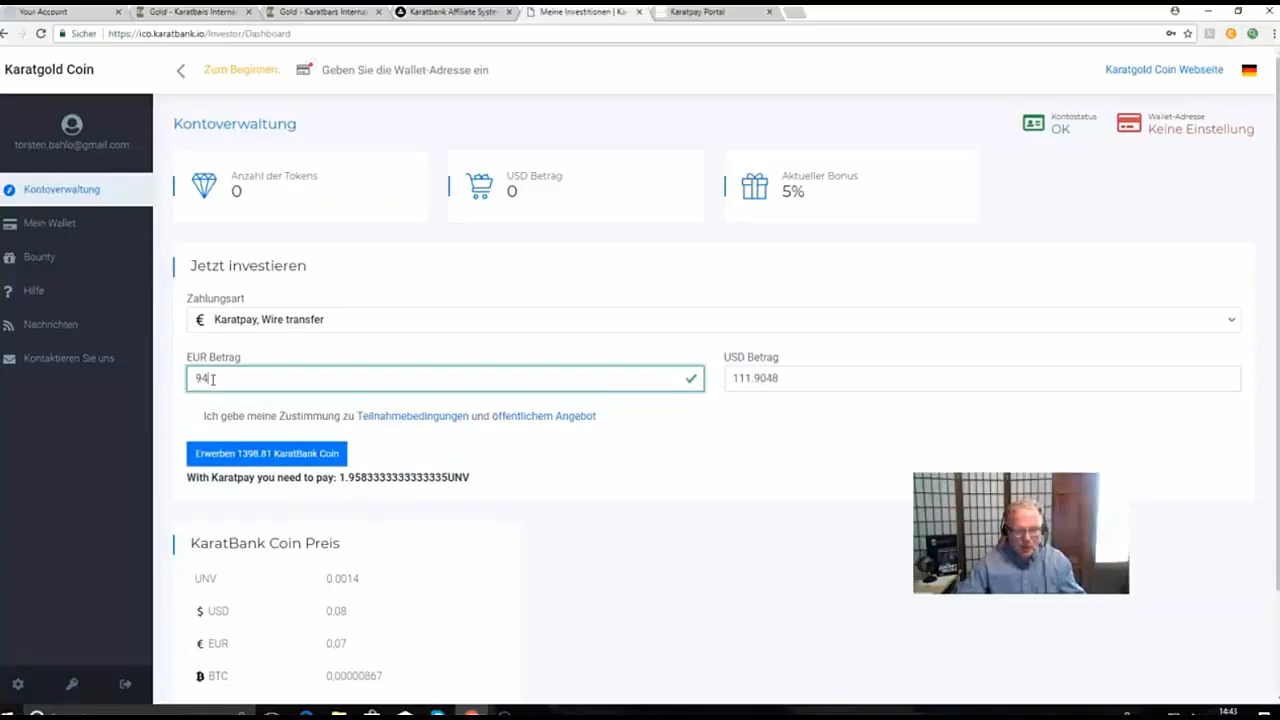 Your Account
Gold - Karatbars Interna
Gold - Karatbars Interna
Karatbank Affiliate Syste
Meine Investitionen | Ka
Karatpay Portal
Sicher
https://ico.karatbank.io/Investor/Dashboard
Karatgold Coin
Zum Beginnen:
Geben Sie die Wallet-Adresse ein
Karatgold Coin Webseite
torsten.bahlo@gmail.com
Kontoverwaltung
Mein Wallet
Bounty
Hilfe
Nachrichten
Kontaktieren Sie uns
Kontoverwaltung
Kontostatus
OK
Wallet-Adresse
Keine Einstellung
Anzahl der Tokens
0
USD Betrag
0
Aktueller Bonus
5%
Jetzt investieren
Zahlungsart
€ Karatpay, Wire transfer
EUR Betrag
94
USD Betrag
111.9048
Ich gebe meine Zustimmung zu Teilnahmebedingungen und öffentlichem Angebot
Erwerben 1398.81 KaratBank Coin
With Karatpay you need to pay: 1.9583333333333335UNV
KaratBank Coin Preis
UNV 0.0014
$ USD 0,08
€ EUR 0,07
BTC 0,00000867
14:43